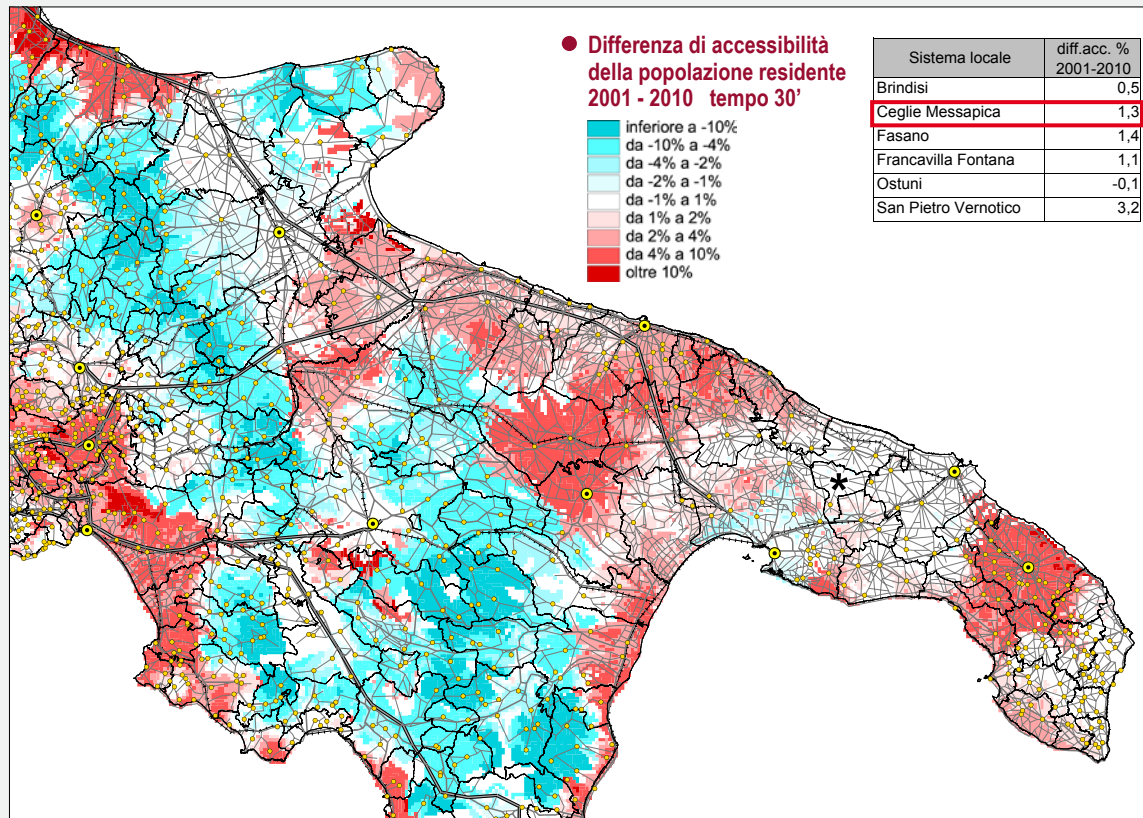 ● Differenza di accessibilità
della popolazione residente
2001 - 2010 tempo 30'
inferiore a -10%
da -10% a -4%
da -4% a -2%
da -2% a -1%
da -1% a 1%
da 1% a 2%
da 2% a 4%
da 4% a 10%
oltre 10%
Sistema locale diff.acc. %
2001-2010
Brindisi 0,5
Ceglie Messapica 1,3
Fasano 1,4
Francavilla Fontana 1,1
Ostuni -0,1
San Pietro Vernotico 3,2
*